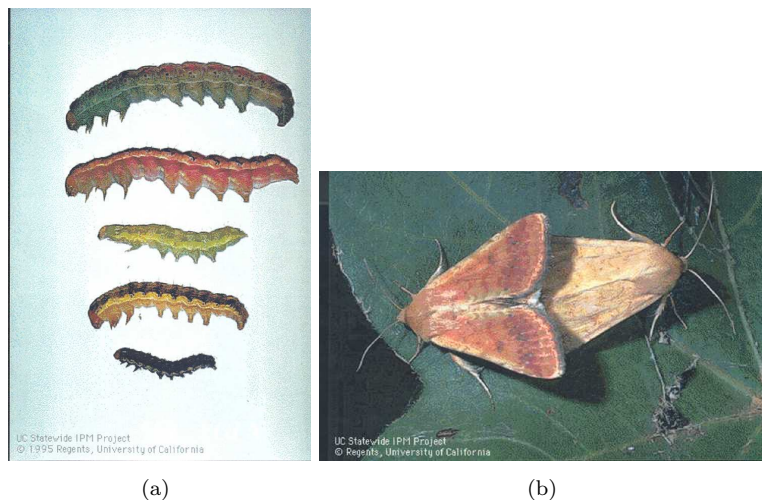 UC Statewide IPM Project
© 1995 Regents, University of California
UC Statewide IPM Project
© Regents, University of California
(a)
(b)